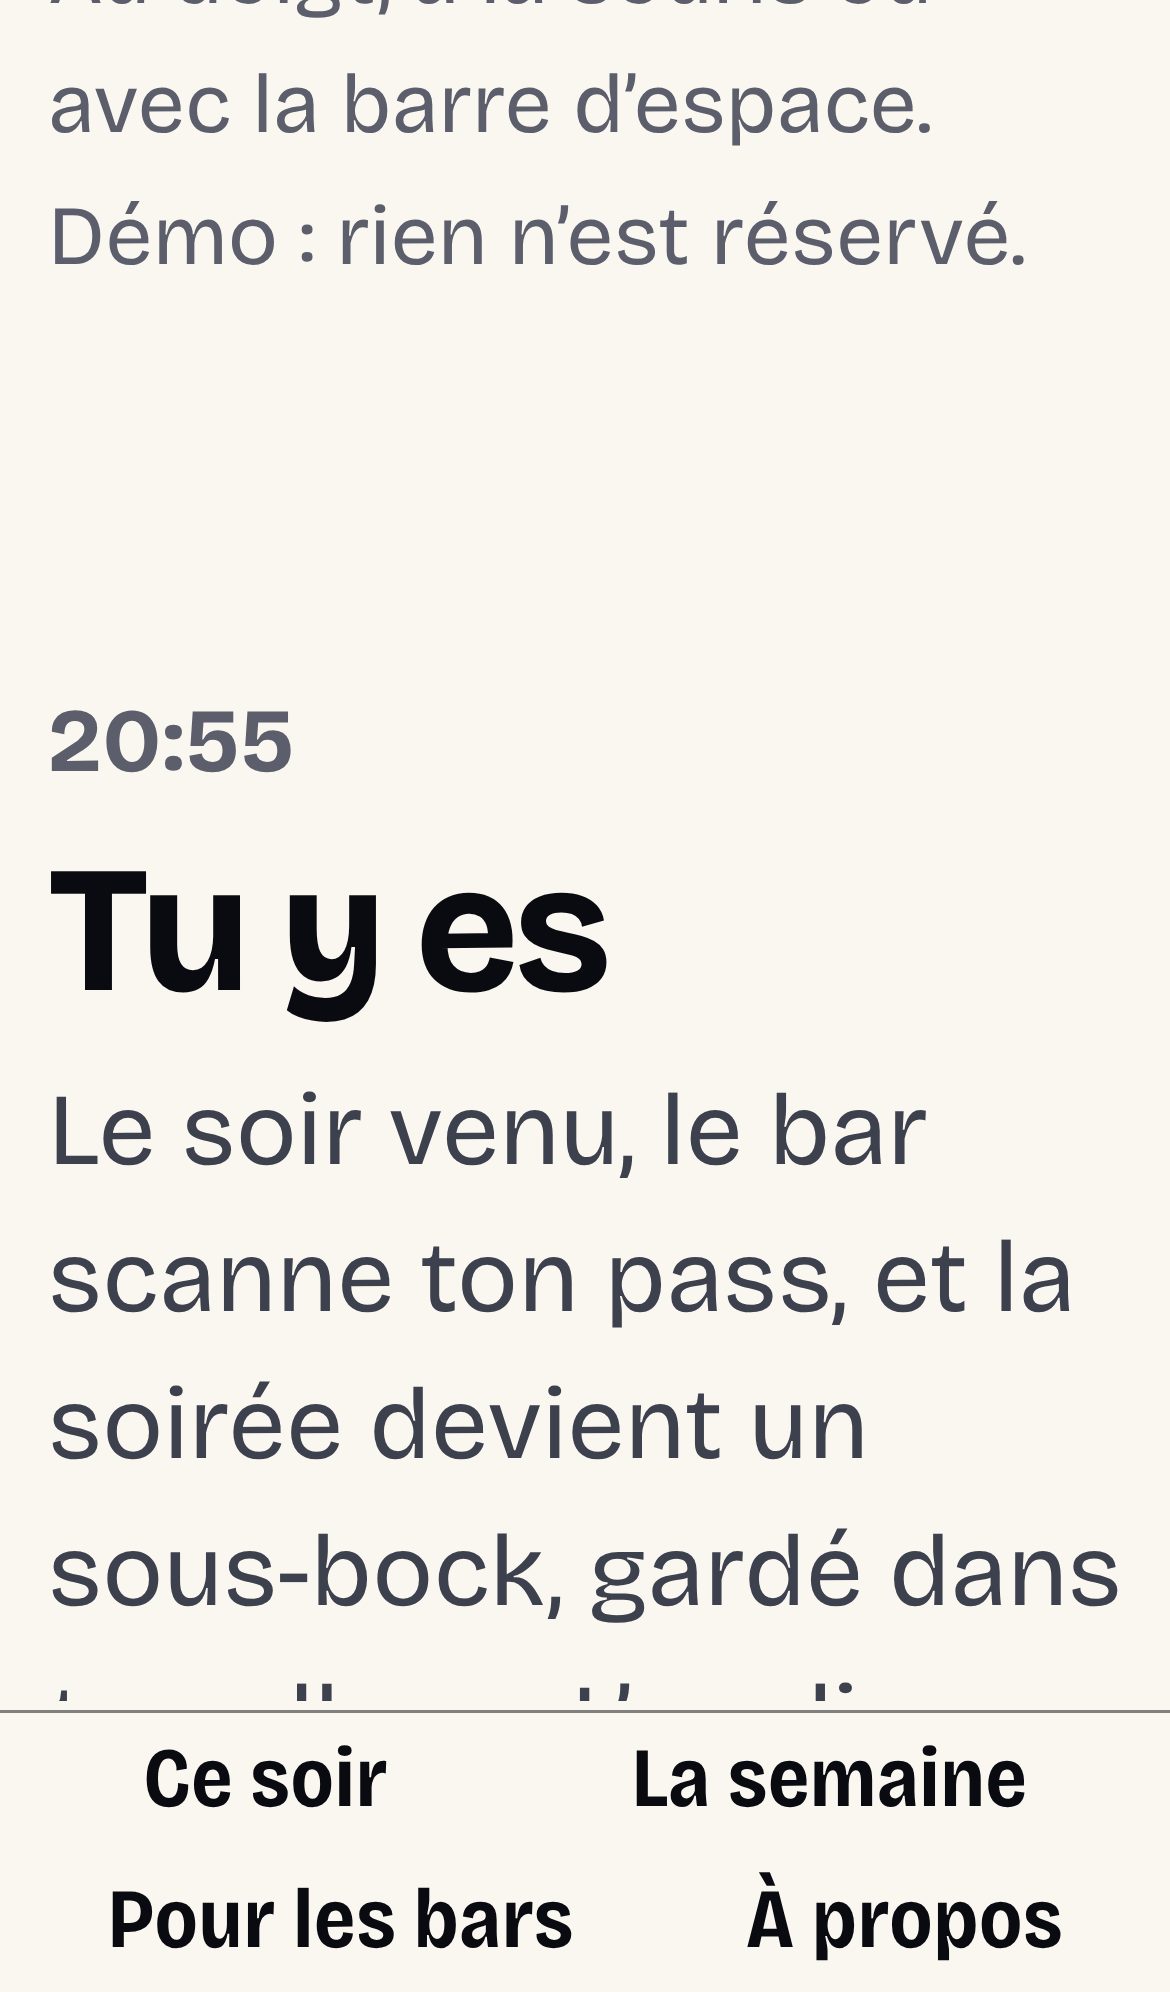 avec la barre d’espace.
Démo : rien n’est réservé.
20:55
Tu y es
Le soir venu, le bar
scanne ton pass, et la
soirée devient un
sous-bock, gardé dans
Ce soir
La semaine
Pour les bars
À propos